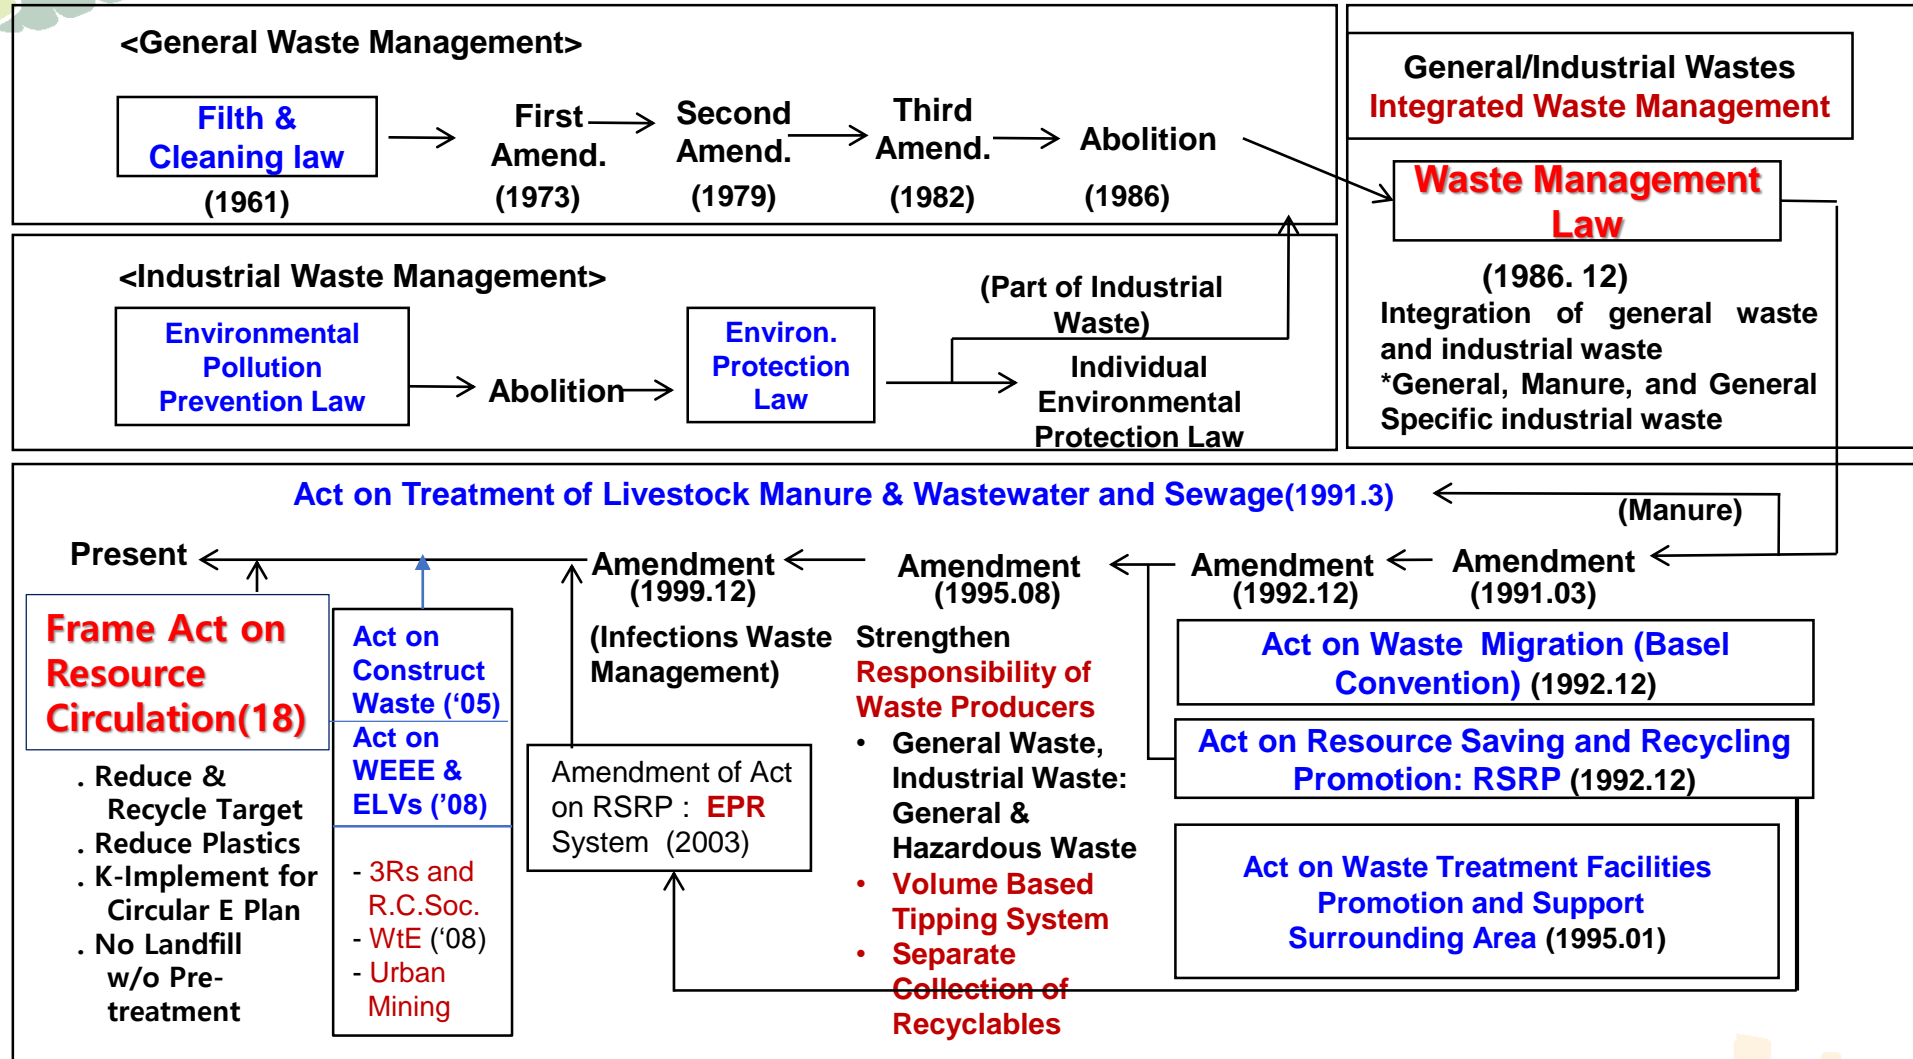 <General Waste Management>
Filth &
Cleaning law
(1961)
First
Amend.
(1973)
Second
Amend.
(1979)
Third
Amend.
(1982)
Abolition
(1986)
General/Industrial Wastes
Integrated Waste Management
Waste Management
Law
(1986. 12)
Integration of general waste
and industrial waste
*General, Manure, and General
Specific industrial waste
<Industrial Waste Management>
Environmental
Pollution
Prevention Law
Abolition
Environ.
Protection
Law
(Part of Industrial
Waste)
Individual
Environmental
Protection Law
Act on Treatment of Livestock Manure & Wastewater and Sewage(1991.3)
(Manure)
Present
Amendment
(1999.12)
(Infections Waste
Management)
Amendment
(1995.08)
Amendment
(1992.12)
Amendment
(1991.03)
Frame Act on
Resource
Circulation(18)
. Reduce &
Recycle Target
. Reduce Plastics
. K-Implement for
Circular E Plan
. No Landfill
w/o Pre-
treatment
Act on
Construct
Waste (‘05)
Act on
WEEE &
ELVs (’08)
- 3Rs and
R.C.Soc.
- WtE (‘08)
- Urban
Mining
Amendment of Act
on RSRP : EPR
System (2003)
Strengthen
Responsibility of
Waste Producers
• General Waste,
Industrial Waste:
General &
Hazardous Waste
• Volume Based
Tipping System
• Separate
Collection of
Recyclables
Act on Waste Migration (Basel
Convention) (1992.12)
Act on Resource Saving and Recycling
Promotion: RSRP (1992.12)
Act on Waste Treatment Facilities
Promotion and Support
Surrounding Area (1995.01)